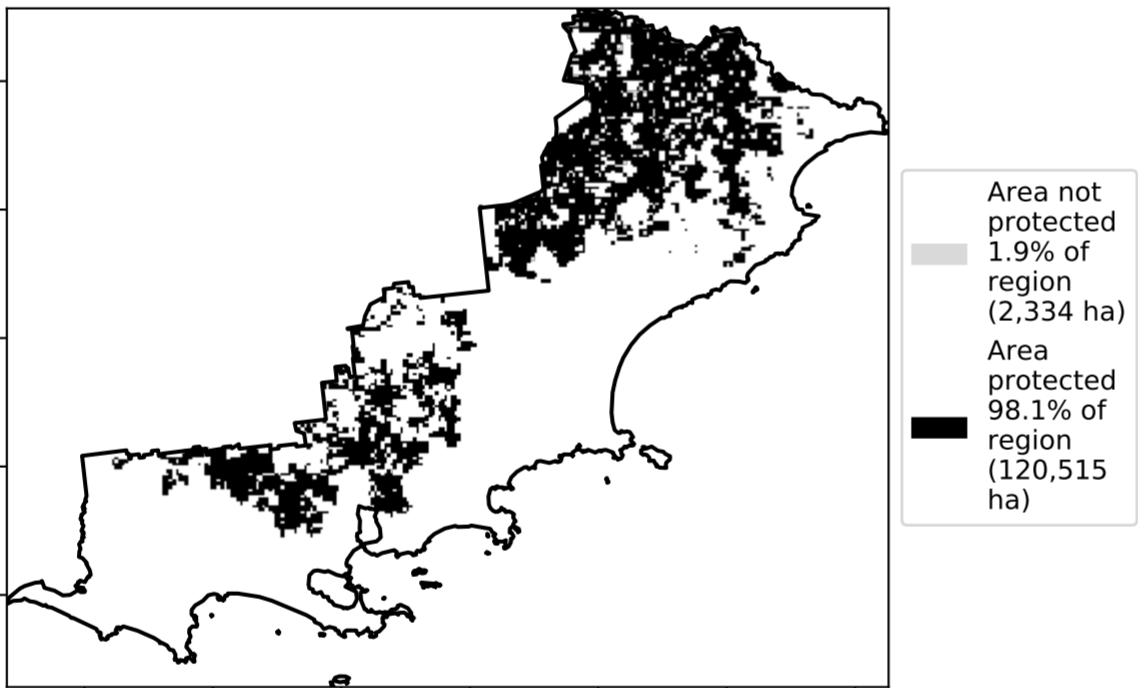 Area not
protected
1.9% of
region
(2,334 ha)
Area
protected
98.1% of
region
(120,515
ha)